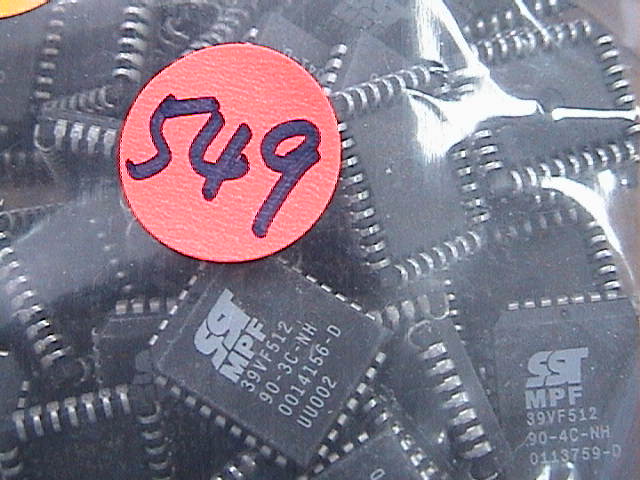 549
SST
MPF
39VF512
90-3C-NH
0014156-D
UU002
SST
MPF
39VF512
90-4C-NH
0113759-D